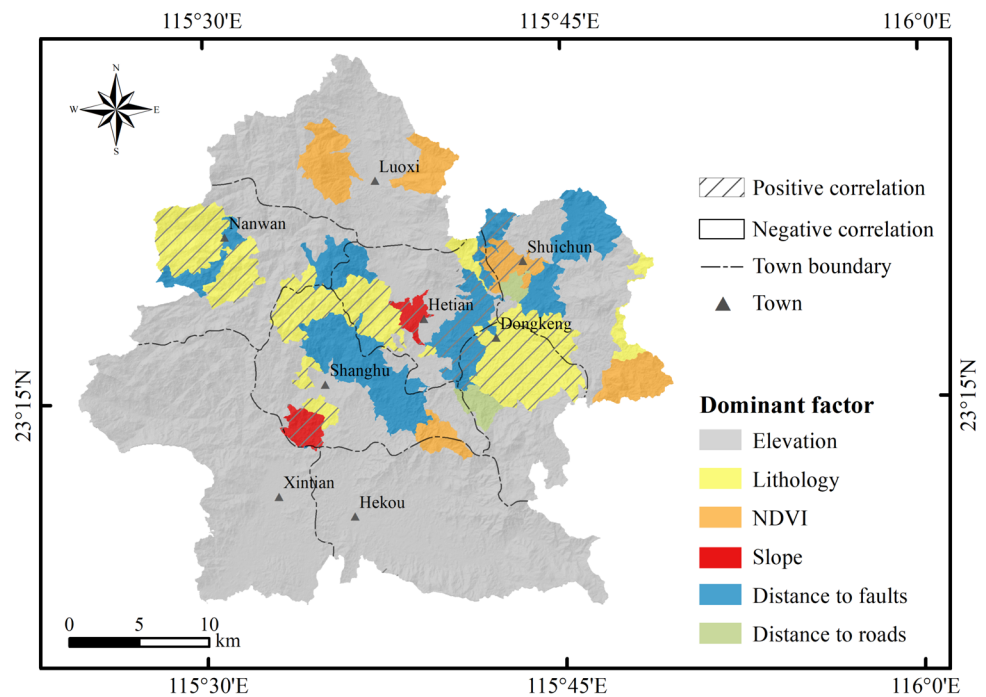 115°30'E 115°45'E 116°0'E
N
W E
S
Luoxi
Positive correlation
Nanwan
Negative correlation
Shuichun
Town boundary
Hetian
Town
Dongkeng
Shanghu
23°15'N
23°15'N
Dominant factor
Elevation
Lithology
Xintian
NDVI
Hekou
Slope
Distance to faults
0 5 10
km
Distance to roads
115°30'E 115°45'E 116°0'E